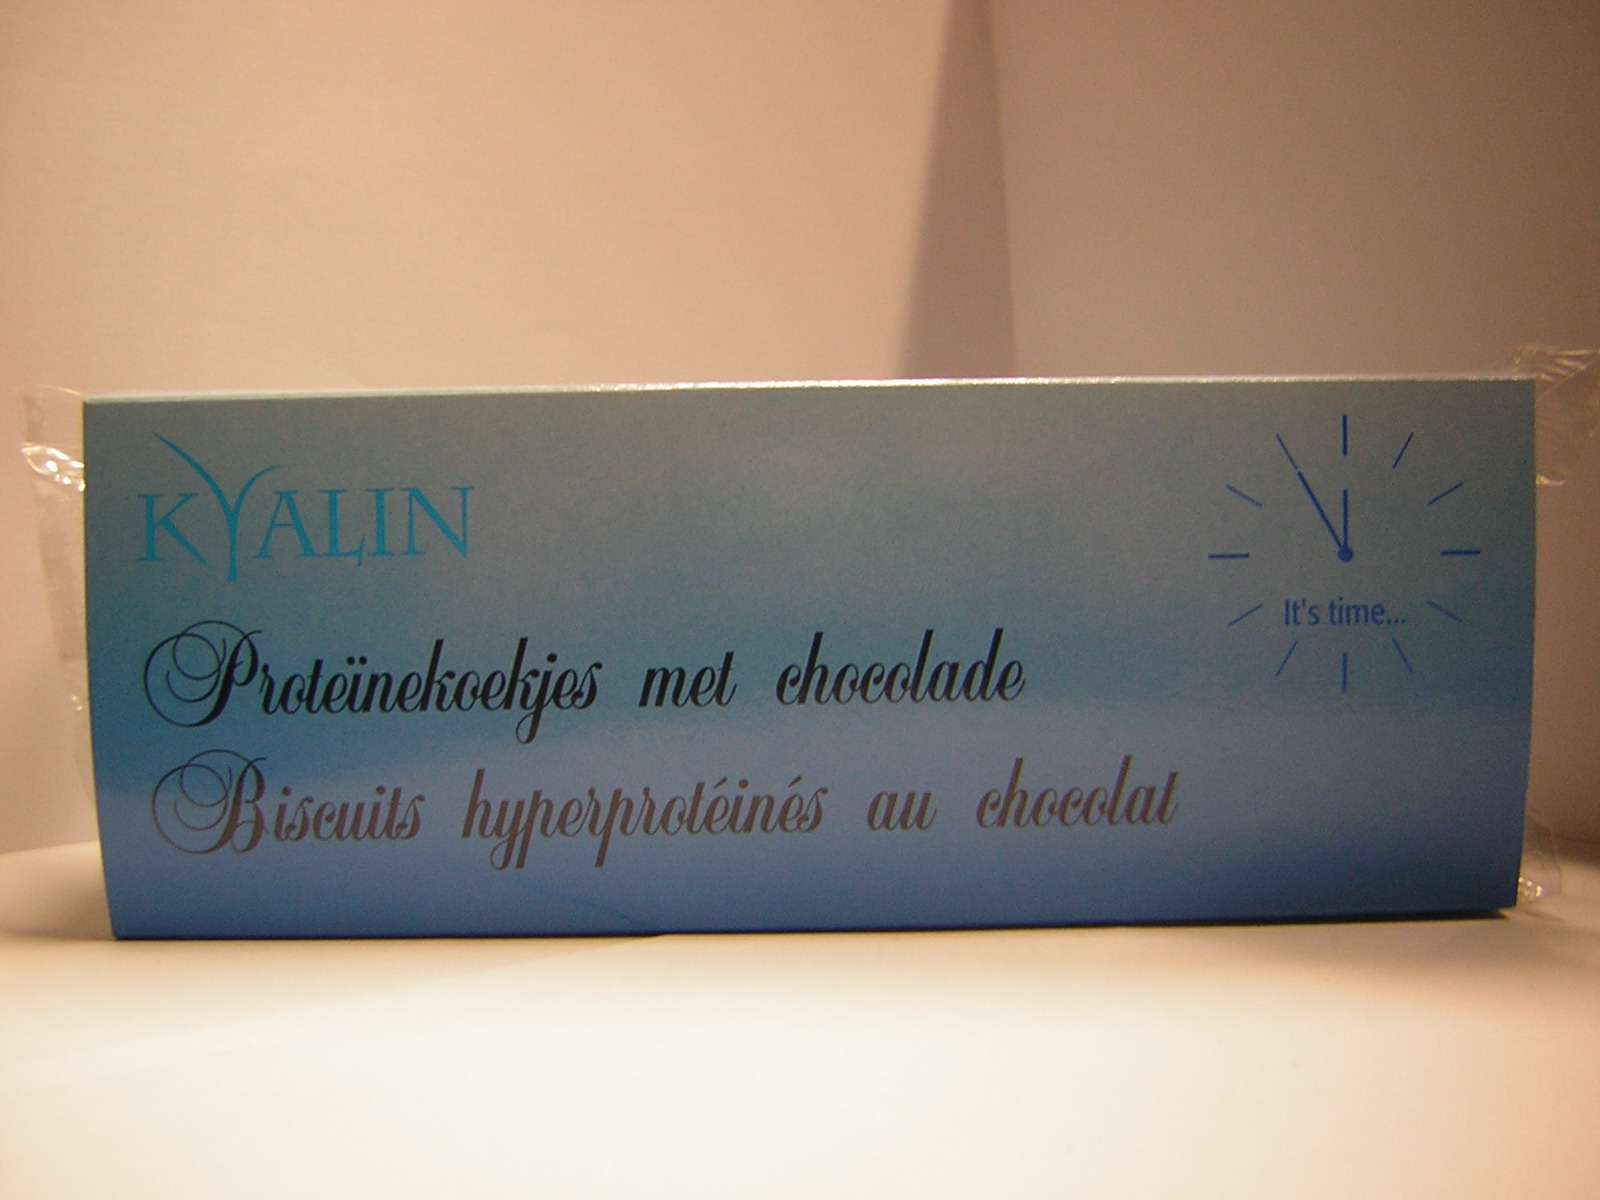 KYALIN
It's time...
Proteïnekoekjes met chocolade
Biscuits hyperprotéinés au chocolat